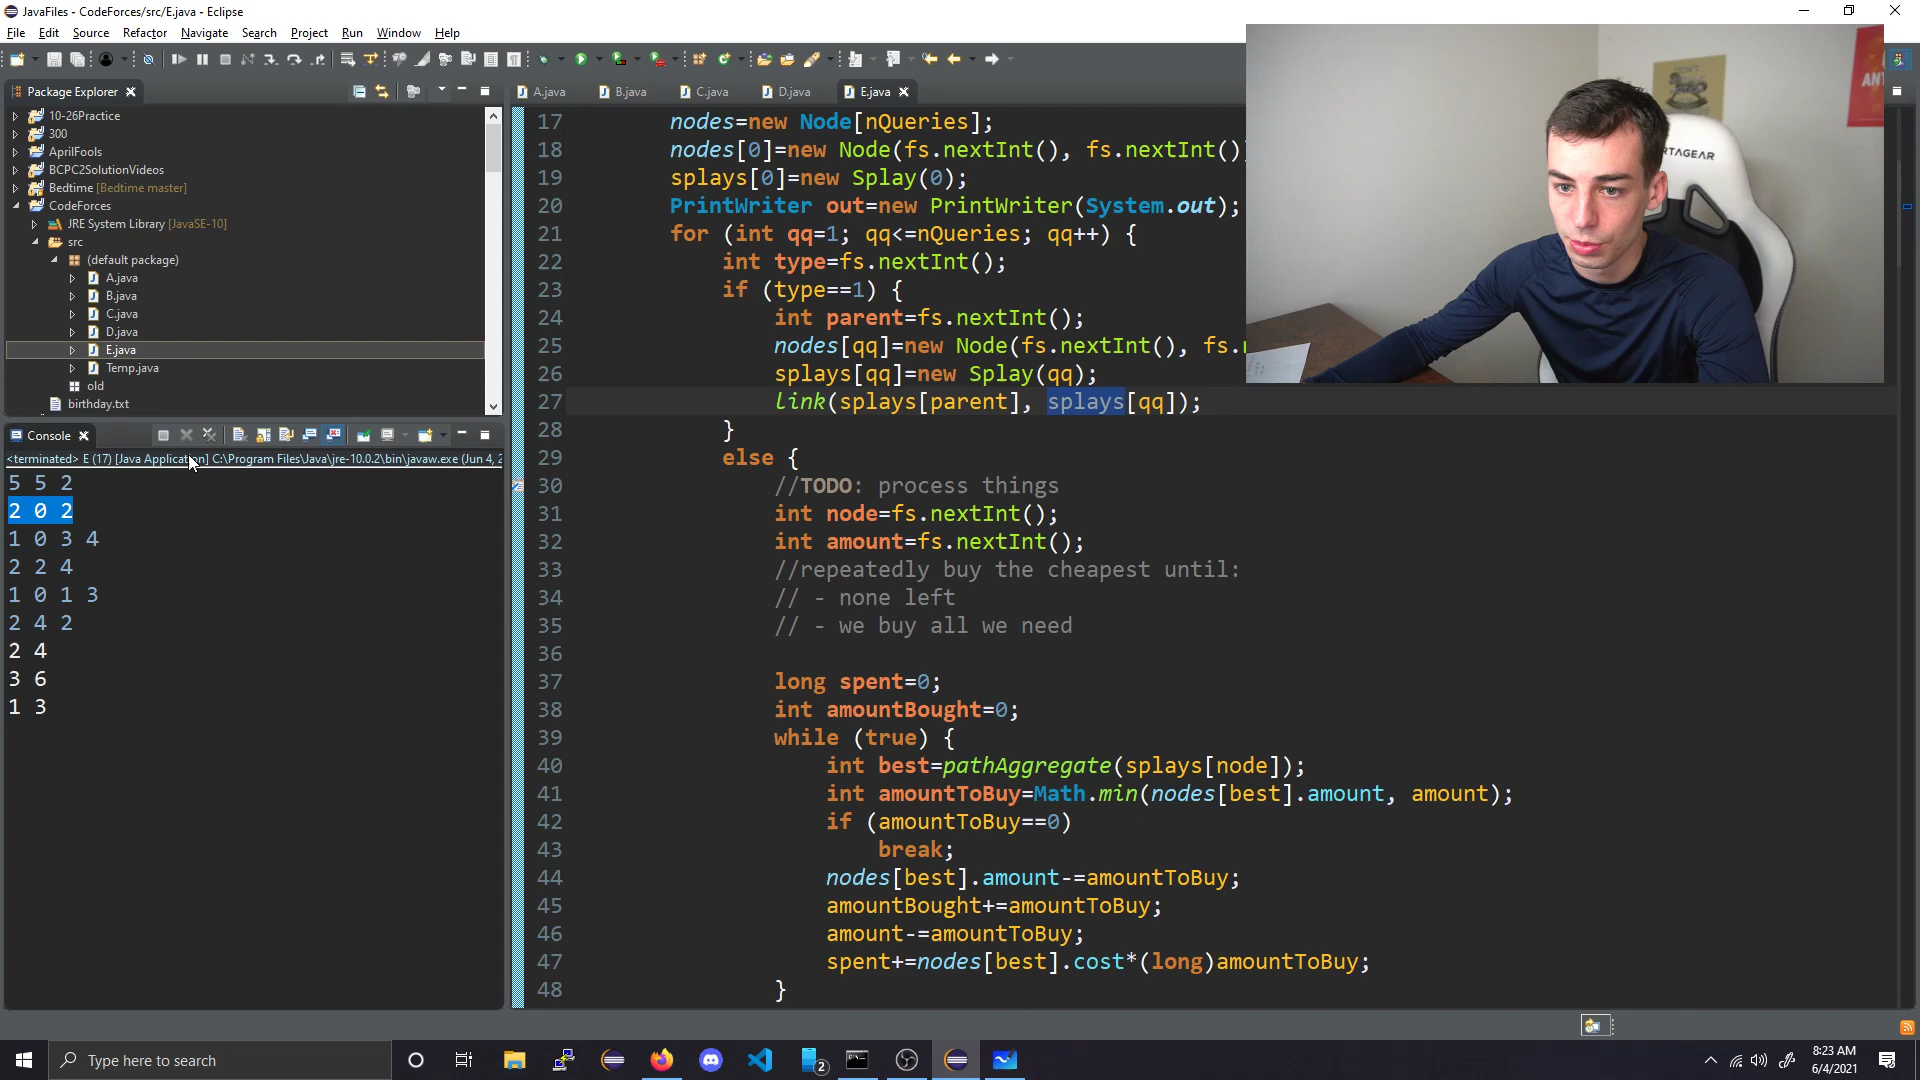 JavaFiles - CodeForces/src/E.java - Eclipse
File Edit Source Refactor Navigate Search Project Run Window Help
Package Explorer
A.java B.java C.java D.java E.java
10-26Practice
300
AprilFools
BCPC2SolutionVideos
Bedtime [Bedtime master]
CodeForces
JRE System Library [JavaSE-10]
src
(default package)
A.java
B.java
C.java
D.java
E.java
Temp.java
old
birthday.txt
Console
<terminated> E (17) [Java Application] C:\Program Files\Java\jre-10.0.2\bin\javaw.exe (Jun 4, 2
5 5 2
2 0 2
1 0 3 4
2 2 4
1 0 1 3
2 4 2
2 4
3 6
1 3
17 nodes=new Node[nQueries];
18 nodes[0]=new Node(fs.nextInt(), fs.nextInt()
19 splays[0]=new Splay(0);
20 PrintWriter out=new PrintWriter(System.out);
21 for (int qq=1; qq<=nQueries; qq++) {
22 int type=fs.nextInt();
23 if (type==1) {
24 int parent=fs.nextInt();
25 nodes[qq]=new Node(fs.nextInt(), fs.
26 splays[qq]=new Splay(qq);
27 link(splays[parent], splays[qq]);
28 }
29 else {
30 //TODO: process things
31 int node=fs.nextInt();
32 int amount=fs.nextInt();
33 //repeatedly buy the cheapest until:
34 // - none left
35 // - we buy all we need
36
37 long spent=0;
38 int amountBought=0;
39 while (true) {
40 int best=pathAggregate(splays[node]);
41 int amountToBuy=Math.min(nodes[best].amount, amount);
42 if (amountToBuy==0)
43 break;
44 nodes[best].amount-=amountToBuy;
45 amountBought+=amountToBuy;
46 amount-=amountToBuy;
47 spent+=nodes[best].cost*(long)amountToBuy;
48 }
RTAGEAR
ANY
Type here to search
2
8:23 AM
6/4/2021